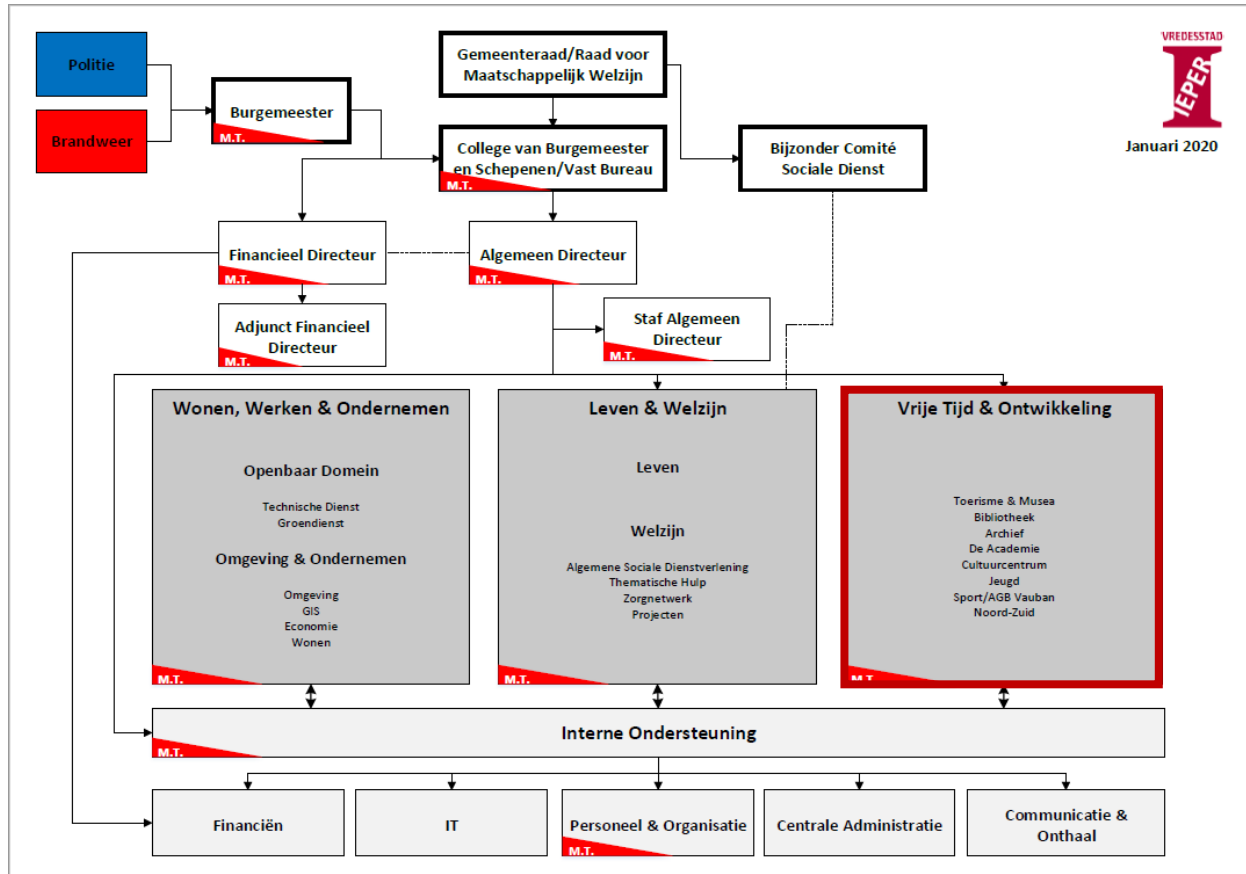 VREDESSTAD
IEPER
Januari 2020
Politie
Brandweer
Burgemeester
M.T.
Gemeenteraad/Raad voor
Maatschappelijk Welzijn
College van Burgemeester
en Schepenen/Vast Bureau
M.T.
Bijzonder Comité
Sociale Dienst
Financieel Directeur
M.T.
Algemeen Directeur
M.T.
Adjunct Financieel
Directeur
M.T.
Staf Algemeen
Directeur
M.T.
Wonen, Werken & Ondernemen
Openbaar Domein
Technische Dienst
Groendienst
Omgeving & Ondernemen
Omgeving
GIS
Economie
Wonen
M.T.
Leven & Welzijn
Leven
Welzijn
Algemene Sociale Dienstverlening
Thematische Hulp
Zorgnetwerk
Projecten
M.T.
Vrije Tijd & Ontwikkeling
Toerisme & Musea
Bibliotheek
Archief
De Academie
Cultuurcentrum
Jeugd
Sport/AGB Vauban
Noord-Zuid
M.T.
Interne Ondersteuning
M.T.
Financiën
IT
Personeel & Organisatie
M.T.
Centrale Administratie
Communicatie &
Onthaal